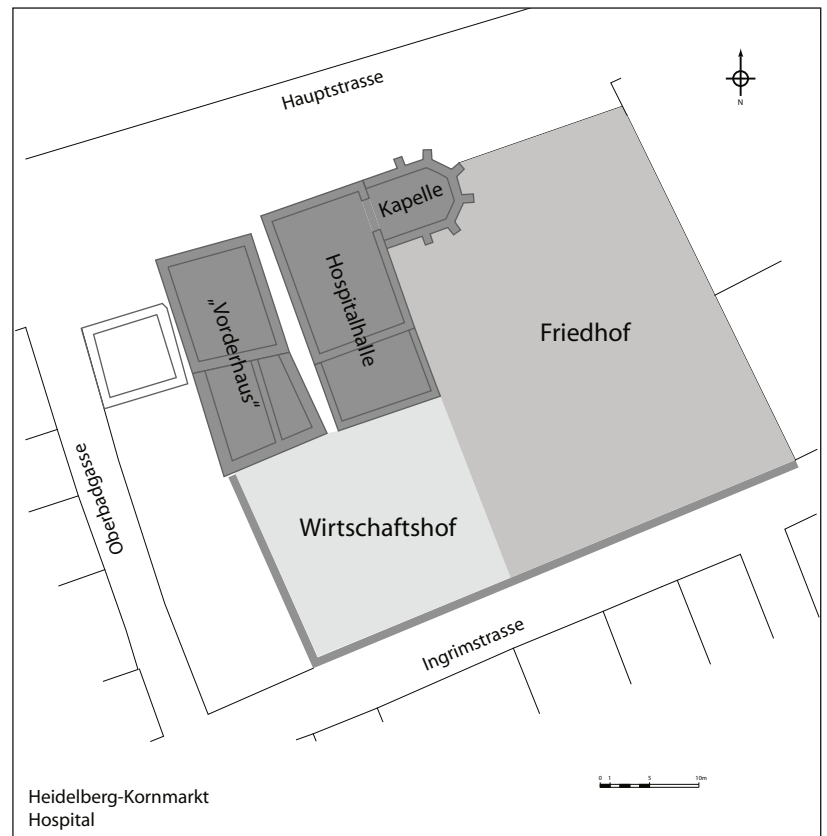 Hauptstrasse
N
Kapelle
Hospitalhalle
„Vorderhaus“
Friedhof
Oberbadgasse
Wirtschaftshof
Ingrimstrasse
0 1 5 10m
Heidelberg-Kornmarkt
Hospital